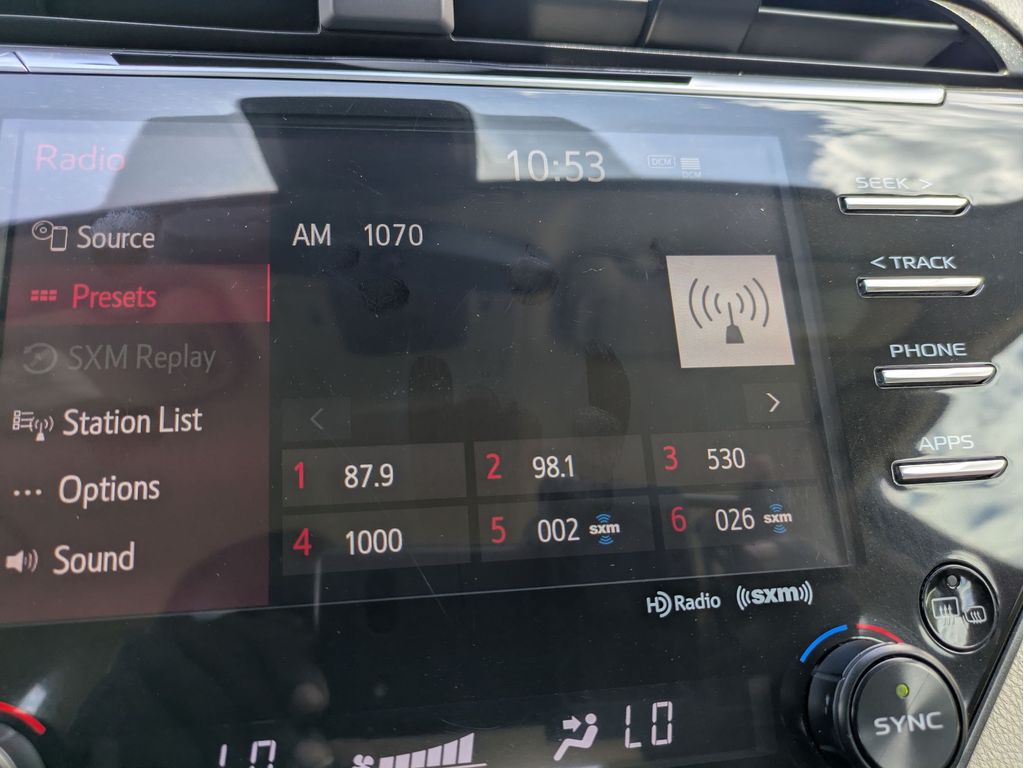 Radio
10:53
DCM
DCM
SEEK >
Source
AM 1070
< TRACK
Presets
SXM Replay
PHONE
Station List
APPS
1 87.9
2 98.1
3 530
Options
4 1000
5 002 sxm
6 026 sxm
Sound
HD Radio
((sxm))
LO
LO
SYNC